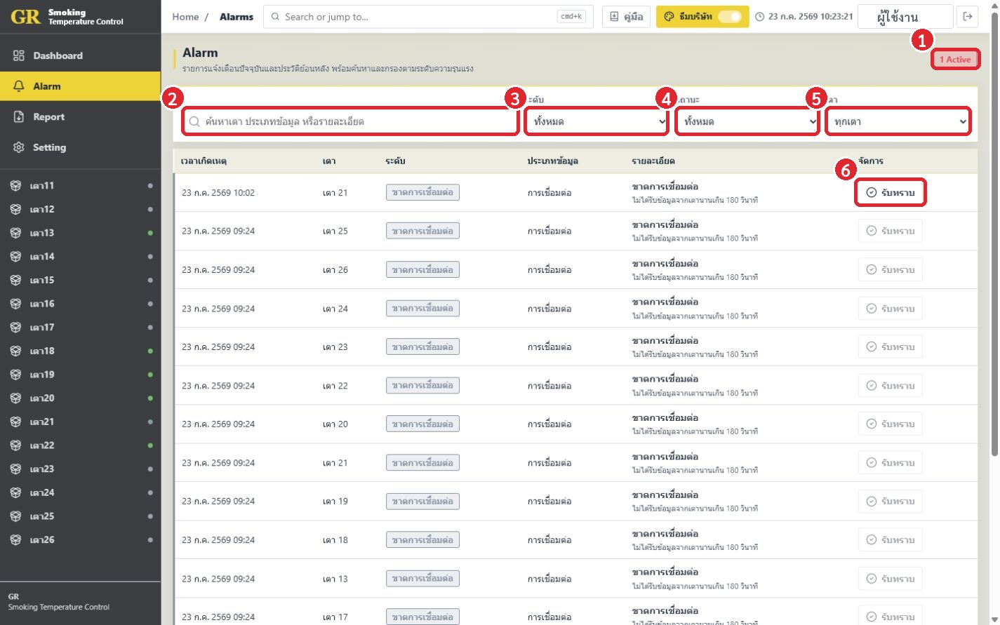 GR Smoking
Temperature Control
Home / Alarms
Search or jump to...
cmd+k
คู่มือ
ธีมบริษัท
23 ก.ค. 2569 10:23:21
ผู้ใช้งาน
Dashboard
Alarm
Report
Setting
เตา11
เตา12
เตา13
เตา14
เตา15
เตา16
เตา17
เตา18
เตา19
เตา20
เตา21
เตา22
เตา23
เตา24
เตา25
เตา26
GR
Smoking Temperature Control
Alarm
รายการแจ้งเตือนปัจจุบันและประวัติย้อนหลัง พร้อมค้นหาและกรองตามระดับความรุนแรง
1
1 Active
2
ค้นหาเตา ประเภทข้อมูล หรือรายละเอียด
3
ทั้งหมด
4
ทั้งหมด
5
ทุกเตา
เวลาเกิดเหตุ เตา ระดับ ประเภทข้อมูล รายละเอียด จัดการ
6
23 ก.ค. 2569 10:02 เตา 21 ขาดการเชื่อมต่อ การเชื่อมต่อ ขาดการเชื่อมต่อ รับทราบ
ไม่ได้รับข้อมูลจากเตานานเกิน 180 วินาที
23 ก.ค. 2569 09:24 เตา 25 ขาดการเชื่อมต่อ การเชื่อมต่อ ขาดการเชื่อมต่อ รับทราบ
ไม่ได้รับข้อมูลจากเตานานเกิน 180 วินาที
23 ก.ค. 2569 09:24 เตา 26 ขาดการเชื่อมต่อ การเชื่อมต่อ ขาดการเชื่อมต่อ รับทราบ
ไม่ได้รับข้อมูลจากเตานานเกิน 180 วินาที
23 ก.ค. 2569 09:24 เตา 24 ขาดการเชื่อมต่อ การเชื่อมต่อ ขาดการเชื่อมต่อ รับทราบ
ไม่ได้รับข้อมูลจากเตานานเกิน 180 วินาที
23 ก.ค. 2569 09:24 เตา 23 ขาดการเชื่อมต่อ การเชื่อมต่อ ขาดการเชื่อมต่อ รับทราบ
ไม่ได้รับข้อมูลจากเตานานเกิน 180 วินาที
23 ก.ค. 2569 09:24 เตา 22 ขาดการเชื่อมต่อ การเชื่อมต่อ ขาดการเชื่อมต่อ รับทราบ
ไม่ได้รับข้อมูลจากเตานานเกิน 180 วินาที
23 ก.ค. 2569 09:24 เตา 20 ขาดการเชื่อมต่อ การเชื่อมต่อ ขาดการเชื่อมต่อ รับทราบ
ไม่ได้รับข้อมูลจากเตานานเกิน 180 วินาที
23 ก.ค. 2569 09:24 เตา 21 ขาดการเชื่อมต่อ การเชื่อมต่อ ขาดการเชื่อมต่อ รับทราบ
ไม่ได้รับข้อมูลจากเตานานเกิน 180 วินาที
23 ก.ค. 2569 09:24 เตา 19 ขาดการเชื่อมต่อ การเชื่อมต่อ ขาดการเชื่อมต่อ รับทราบ
ไม่ได้รับข้อมูลจากเตานานเกิน 180 วินาที
23 ก.ค. 2569 09:24 เตา 18 ขาดการเชื่อมต่อ การเชื่อมต่อ ขาดการเชื่อมต่อ รับทราบ
ไม่ได้รับข้อมูลจากเตานานเกิน 180 วินาที
23 ก.ค. 2569 09:24 เตา 13 ขาดการเชื่อมต่อ การเชื่อมต่อ ขาดการเชื่อมต่อ รับทราบ
ไม่ได้รับข้อมูลจากเตานานเกิน 180 วินาที
23 ก.ค. 2569 09:24 เตา 17 ขาดการเชื่อมต่อ การเชื่อมต่อ ขาดการเชื่อมต่อ รับทราบ
ไม่ได้รับข้อมูลจากเตานานเกิน 180 วินาที